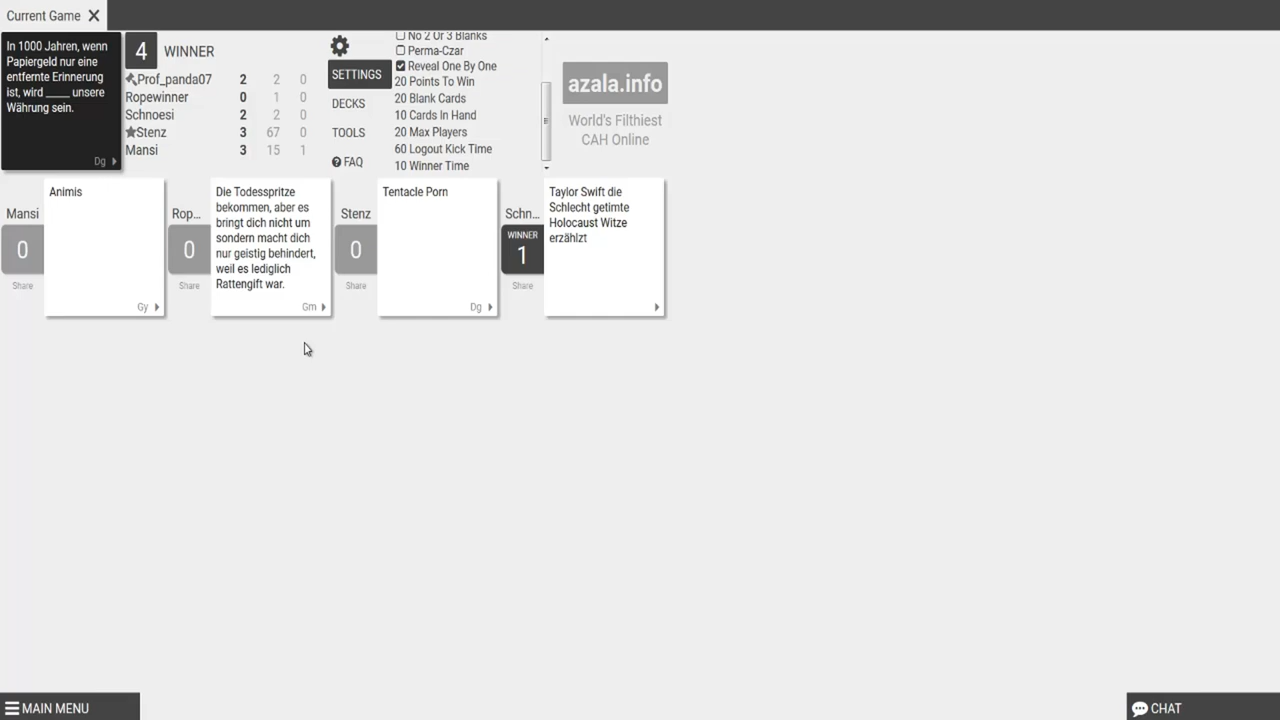 Current Game
In 1000 Jahren, wenn
Papiergeld nur eine
entfernte Erinnerung
ist, wird _____ unsere
Währung sein.
Dg
4 WINNER
Prof_panda07 2 2 0
Ropewinner 0 1 0
Schnoesi 2 2 0
Stenz 3 67 0
Mansi 3 15 1
SETTINGS
DECKS
TOOLS
FAQ
No 2 Or 3 Blanks
Perma-Czar
Reveal One By One
20 Points To Win
20 Blank Cards
10 Cards In Hand
20 Max Players
60 Logout Kick Time
10 Winner Time
azala.info
World's Filthiest
CAH Online
Mansi
0
Share
Animis
Gy
Rop...
0
Share
Die Todesspritze
bekommen, aber es
bringt dich nicht um
sondern macht dich
nur geistig behindert,
weil es lediglich
Rattengift war.
Gm
Stenz
0
Share
Tentacle Porn
Dg
Schn...
WINNER
1
Share
Taylor Swift die
Schlecht getimte
Holocaust Witze
erzählzt
MAIN MENU
CHAT